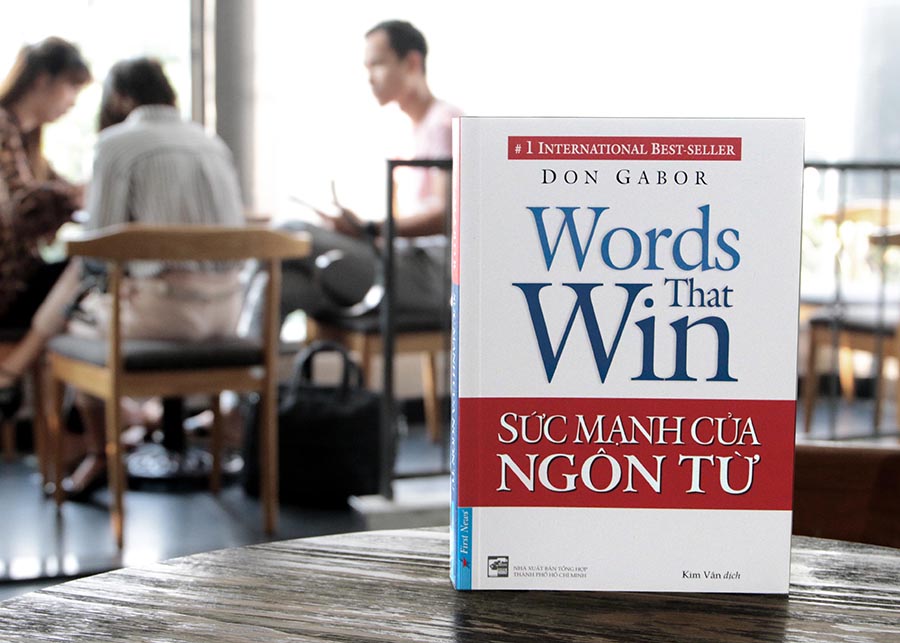 # 1 INTERNATIONAL BEST-SELLER
DON GABOR
Words
That
Win
SỨC MẠNH CỦA
NGÔN TỪ
NHÀ XUẤT BẢN TỔNG HỢP
THÀNH PHỐ HỒ CHÍ MINH
Kim Vân dịch
First News